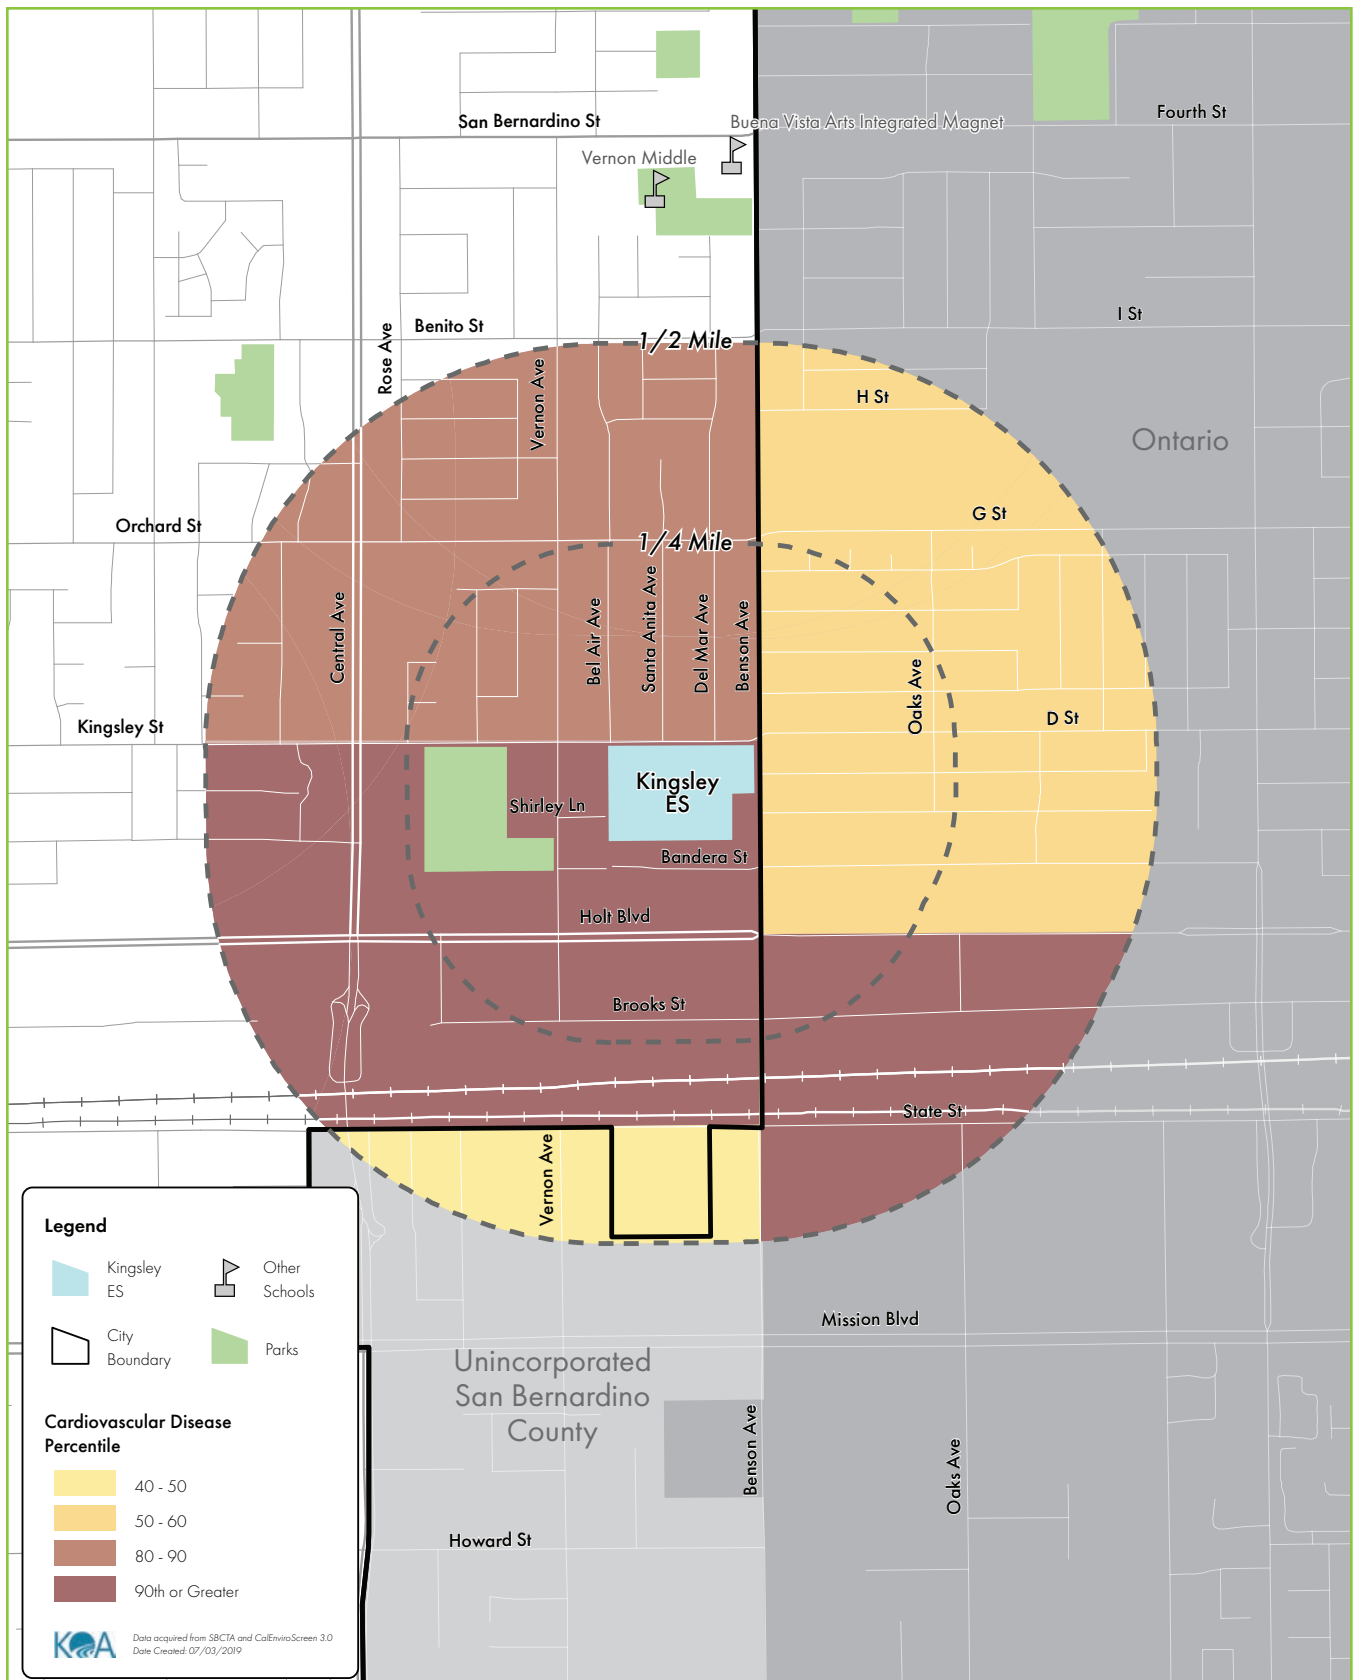 San Bernardino St
Buena Vista Arts Integrated Magnet
Fourth St
Vernon Middle
I St
Benito St
1/2 Mile
Rose Ave
Vernon Ave
H St
Ontario
G St
Orchard St
1/4 Mile
Central Ave
Bel Air Ave
Santa Anita Ave
Del Mar Ave
Benson Ave
Oaks Ave
D St
Kingsley St
Kingsley
ES
Shirley Ln
Bandera St
Holt Blvd
Brooks St
State St
Vernon Ave
Mission Blvd
Unincorporated
San Bernardino
County
Benson Ave
Oaks Ave
Howard St
Legend
Kingsley
ES
Other
Schools
City
Boundary
Parks
Cardiovascular Disease
Percentile
40 - 50
50 - 60
80 - 90
90th or Greater
KOA
Data acquired from SBCTA and CalEnviroScreen 3.0
Date Created: 07/03/2019